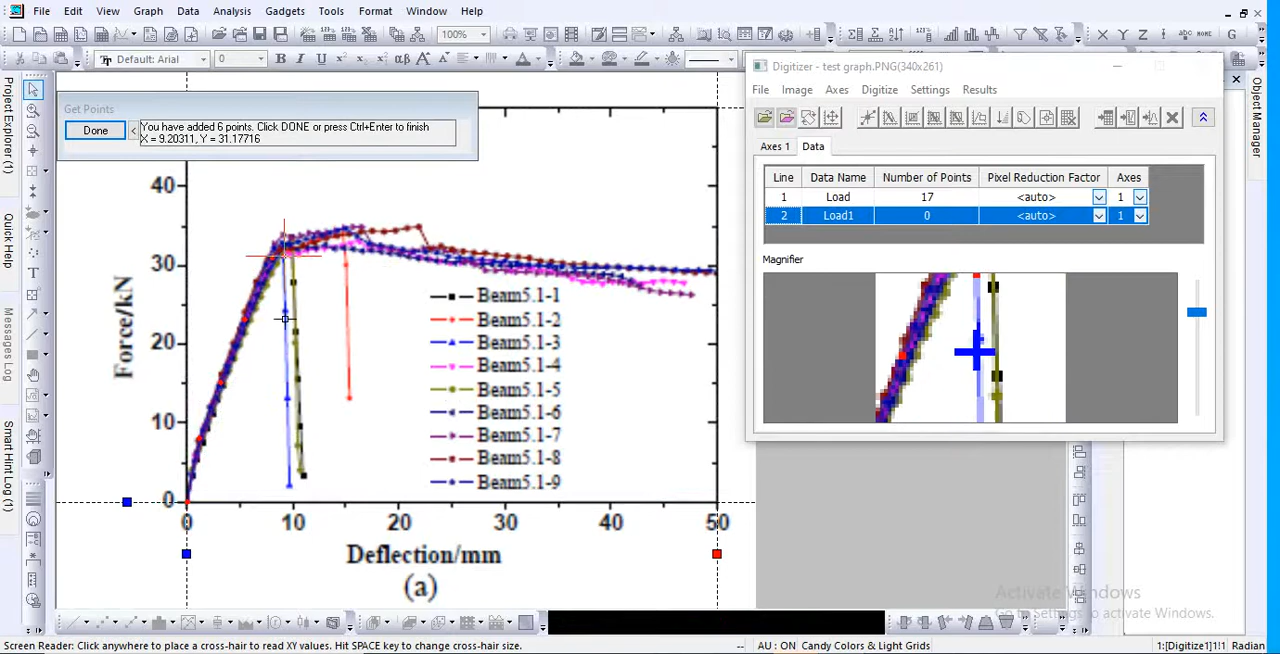 File Edit View Graph Data Analysis Gadgets Tools Format Window Help
100%
Default: Arial 0 B I U
Project Explorer (1)
Quick Help
Messages Log
Smart Hint Log (1)
Object Manager
Get Points
Done
You have added 6 points. Click DONE or press Ctrl+Enter to finish
X = 9.20311, Y = 31.17716
Digitizer - test graph.PNG(340x261)
File Image Axes Digitize Settings Results
Axes 1 Data
Line Data Name Number of Points Pixel Reduction Factor Axes
1 Load 17 <auto> 1
2 Load1 0 <auto> 1
Magnifier
40
30
20
10
0
Force/kN
Beam5.1-1
Beam5.1-2
Beam5.1-3
Beam5.1-4
Beam5.1-5
Beam5.1-6
Beam5.1-7
Beam5.1-8
Beam5.1-9
0 10 20 30 40 50
Deflection/mm
(a)
Activate Windows
Go to Settings to activate Windows.
Screen Reader: Click anywhere to place a cross-hair to read XY values. Hit SPACE key to change cross-hair size.
-- AU : ON Candy Colors & Light Grids 1:[Digitize1]1!1 Radian